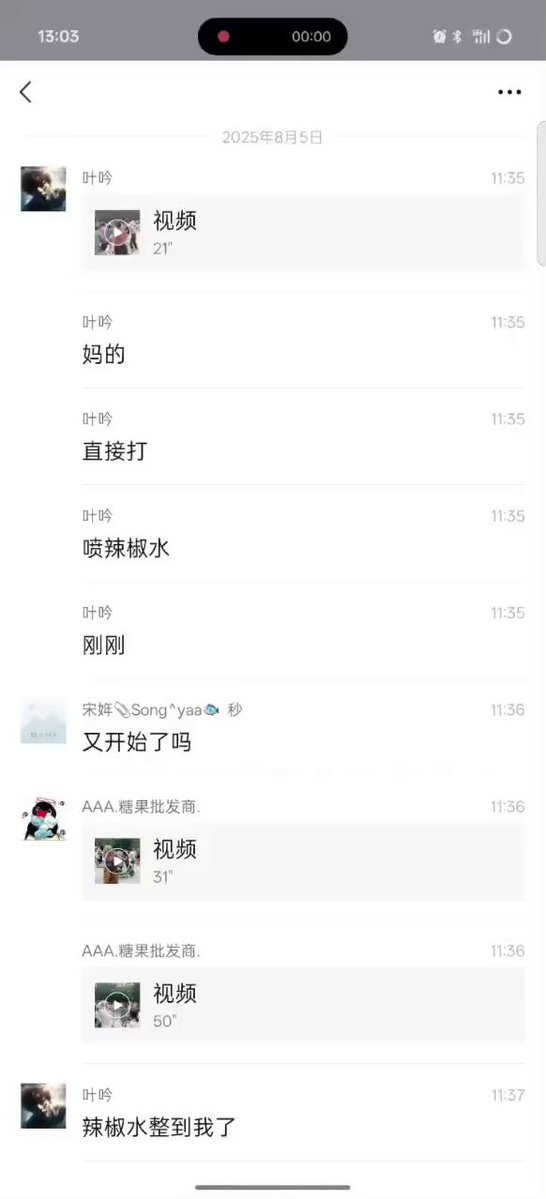 13:03
00:00
2025年8月5日
叶吟
11:35
视频
21"
叶吟
11:35
妈的
叶吟
11:35
直接打
叶吟
11:35
喷辣椒水
叶吟
11:35
刚刚
宋姩📎Song^yaa🐟 秒
11:36
又开始了吗
AAA.糖果批发商.
11:36
视频
31"
AAA.糖果批发商.
11:36
视频
50"
叶吟
11:37
辣椒水整到我了